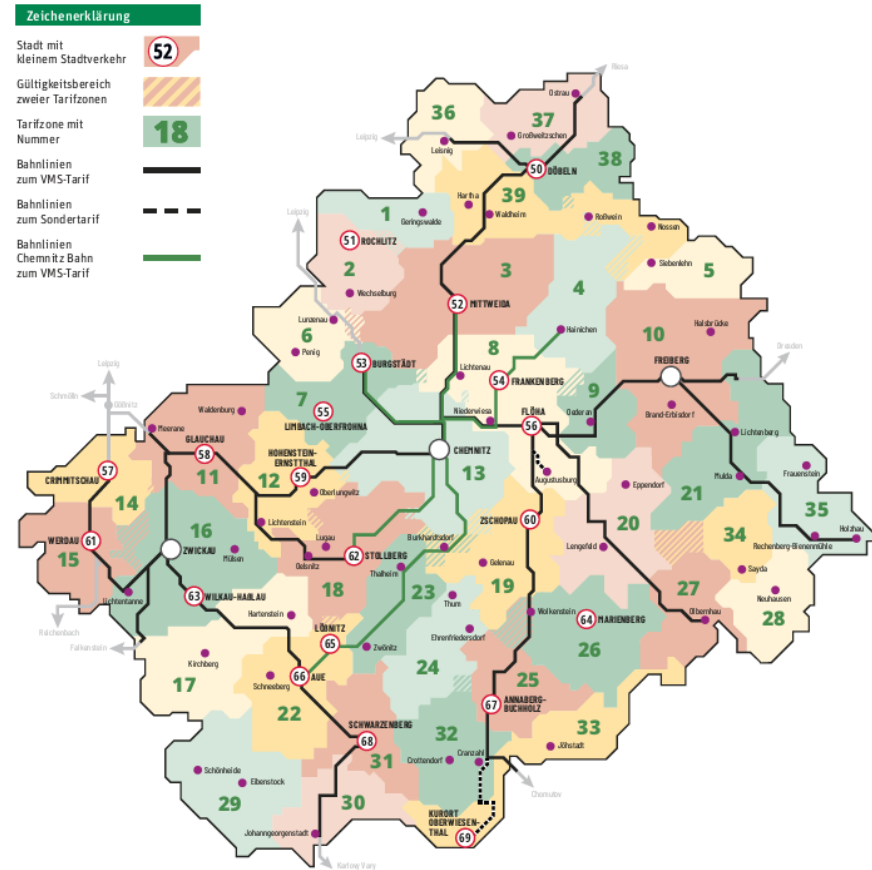 Zeichenerklärung
Stadt mit
kleinem Stadtverkehr
52
Gültigkeitsbereich
zweier Tarifzonen
Tarifzone mit
Nummer
18
Bahnlinien
zum VMS-Tarif
Bahnlinien
zum Sondertarif
Bahnlinien
Chemnitz Bahn
zum VMS-Tarif
Riesa
Ostrau
36
37
Leipzig
Großweitzschen
Leisnig
38
50
DÖBELN
39
Hartha
Waldheim
1
Geringswalde
Roßwein
Leipzig
Nossen
51
ROCHLITZ
Siebenlehn
5
2
3
4
Wechselburg
52
MITTWEIDA
Lunzenau
6
Hainichen
10
Halsbrücke
Penig
8
53
BURGSTÄDT
Lichtenau
FREIBERG
Dresden
Leipzig
54
FRANKENBERG
Schmölln
Gößnitz
7
9
Waldenburg
55
Niederwiesa
Brand-Erbisdorf
LIMBACH-OBERFROHNA
FLÖHA
56
Oederan
Meerane
GLAUCHAU
58
Lichtenberg
HOHENSTEIN-
ERNSTTHAL
CHEMNITZ
CRIMMITSCHAU
57
11
12
59
13
Augustusburg
Mulda
Frauenstein
14
Oberlungwitz
Eppendorf
21
35
16
Lichtenstein
ZSCHOPAU
60
20
34
WERDAU
61
15
ZWICKAU
Lugau
Burkhardtsdorf
Rechenberg-Bienenmühle
Holzhau
Mülsen
Oelsnitz
62
STOLLBERG
Lengefeld
Gelenau
Thalheim
Sayda
Lichtentanne
18
23
19
27
Neuhausen
63
WILKAU-HAßLAU
Thum
28
Reichenbach
Hartenstein
Wolkenstein
64
MARIENBERG
Olbernhau
LÖßNITZ
65
Ehrenfriedersdorf
Falkenstein
Zwönitz
26
Kirchberg
24
17
66
AUE
25
Schneeberg
67
ANNABERG-
BUCHHOLZ
22
SCHWARZENBERG
32
33
68
Jöhstadt
31
Crottendorf
Cranzahl
Schönheide
Eibenstock
29
30
Chomutov
KURORT
OBERWIESEN-
THAL
69
Johanngeorgenstadt
Karlovy Vary